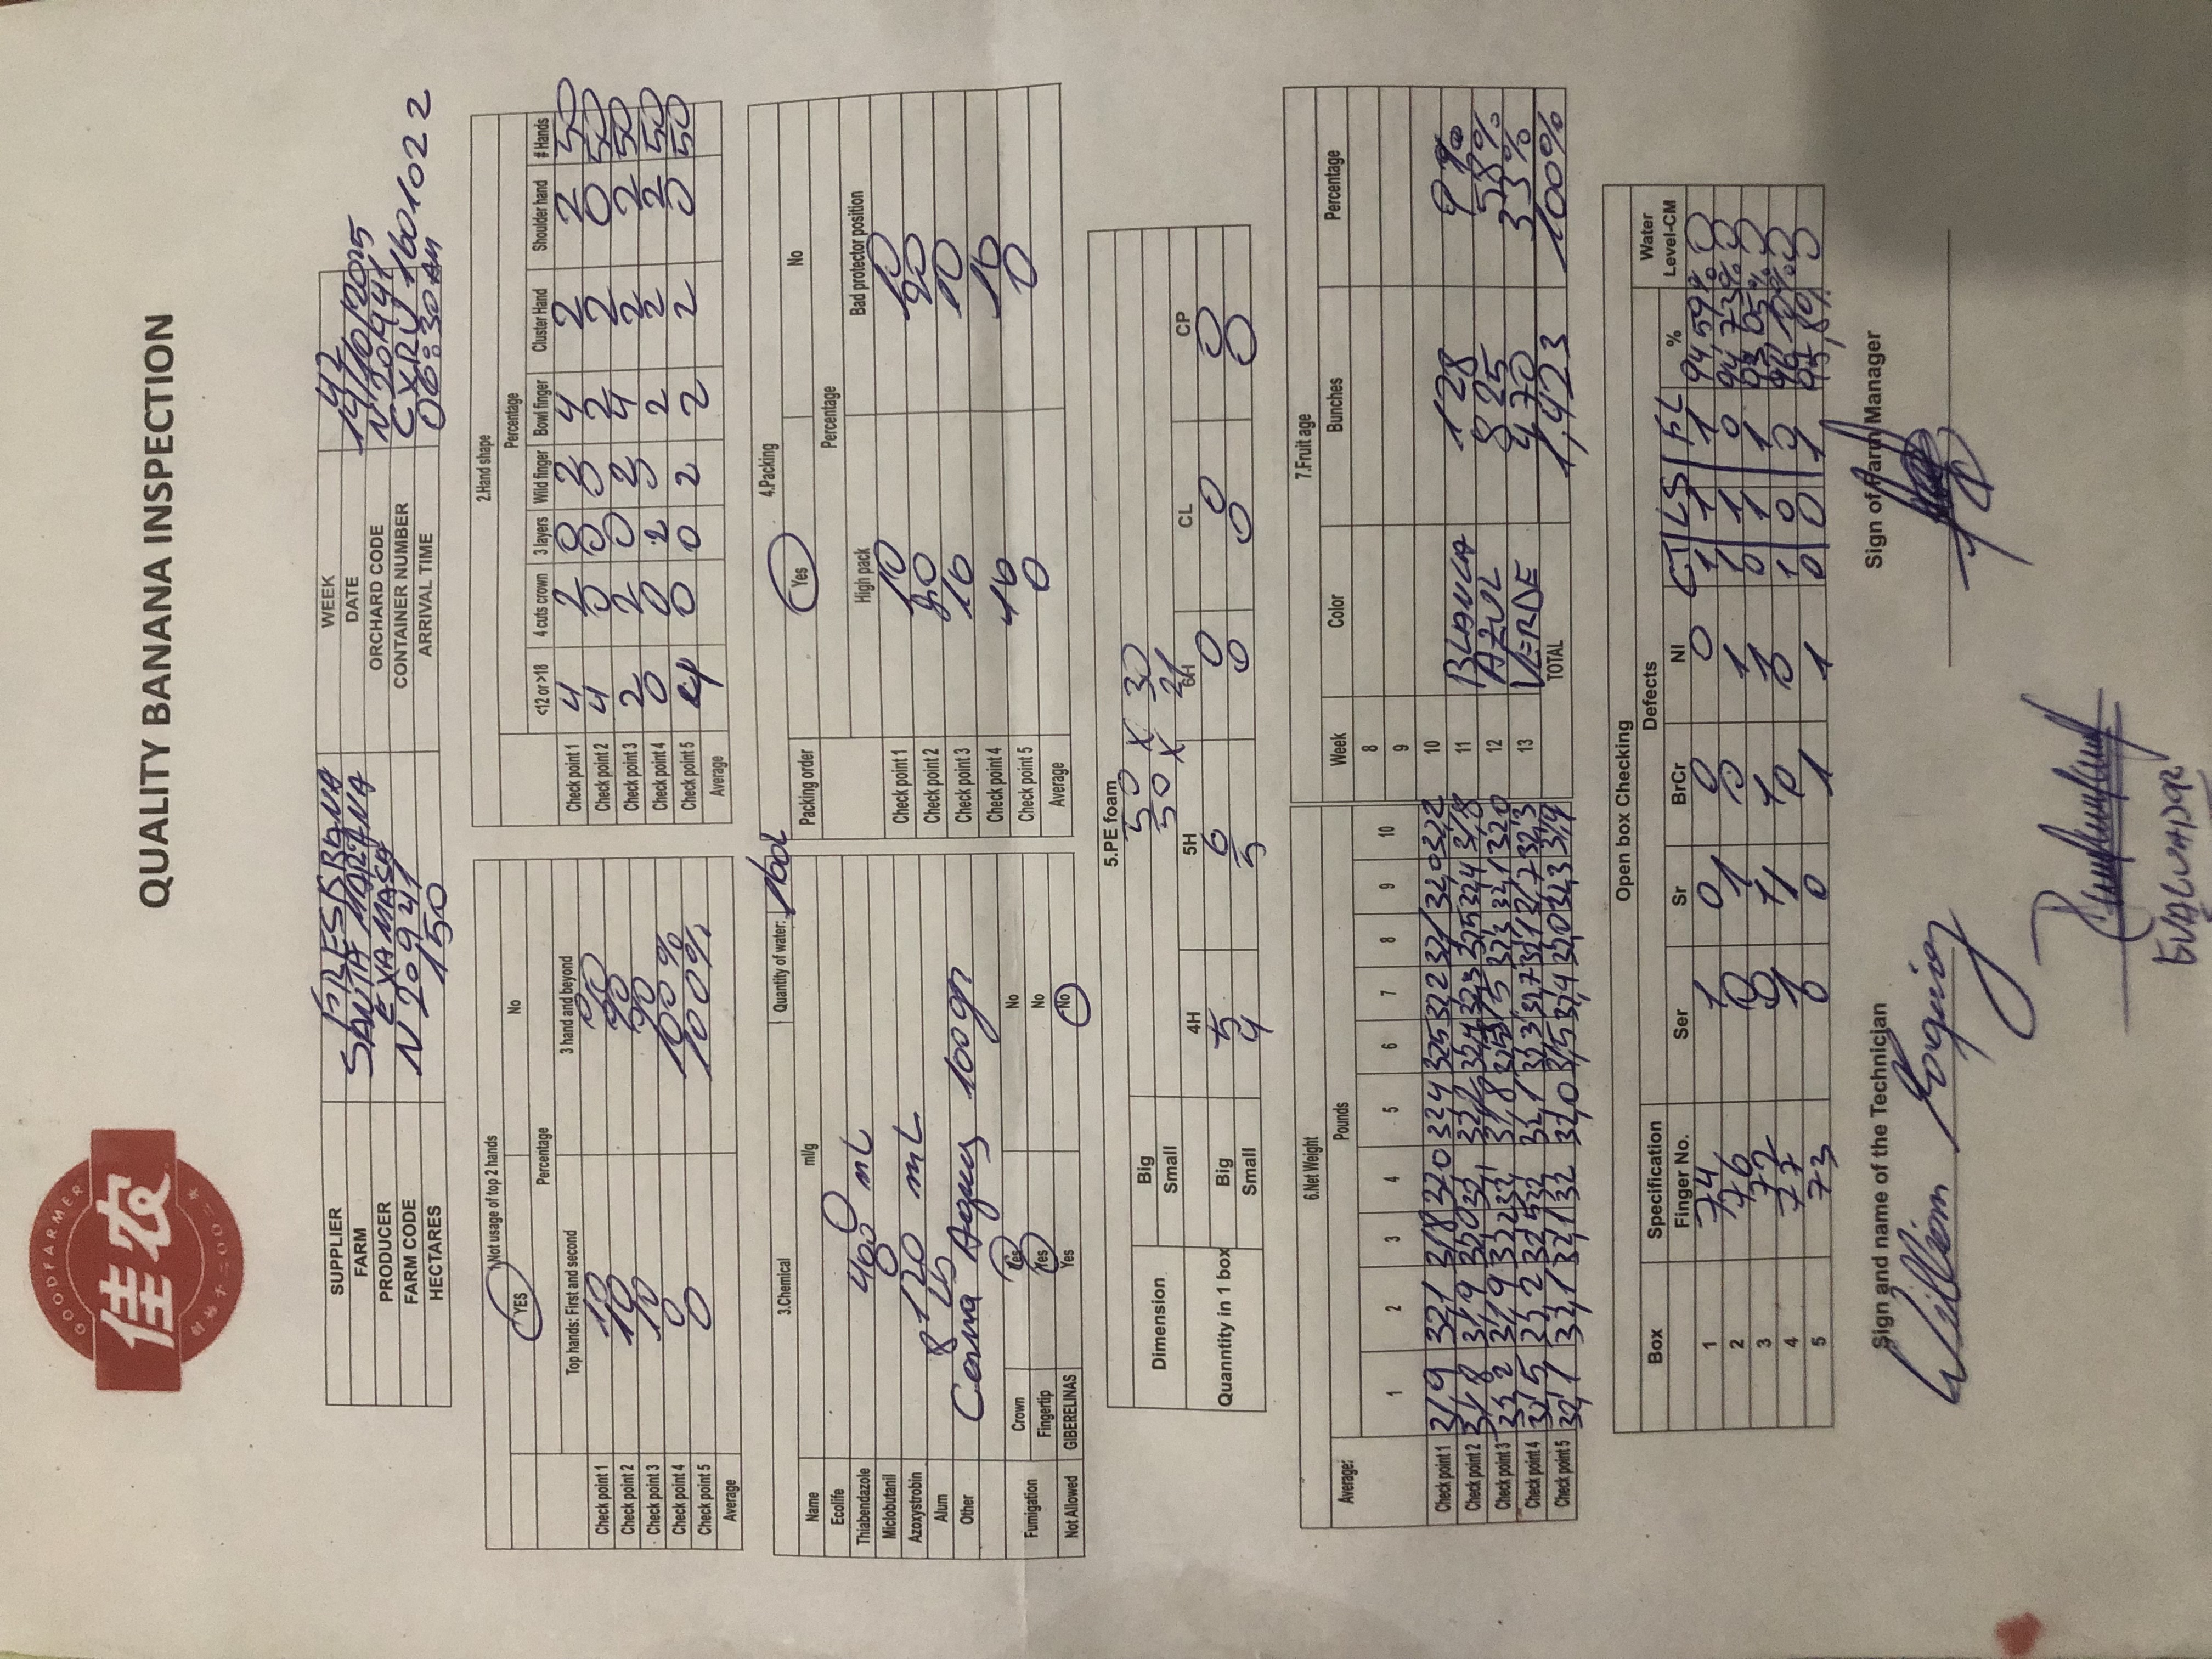 GOODFARMER
佳农
创始于二〇〇二年
QUALITY BANANA INSPECTION
SUPPLIER FRESBANA WEEK 42
FARM SANTA MARIANA DATE 14/10/2025
PRODUCER EXAMASA ORCHARD CODE N20941
FARM CODE N20941 CONTAINER NUMBER CXRU 1601022
HECTARES 150 ARRIVAL TIME 06:30 AM
1.Not usage of top 2 hands
YES No
Percentage
Top hands: First and second 3 hand and beyond
Check point 1 10 90
Check point 2 10 90
Check point 3 10 90
Check point 4 0 100%
Check point 5 0 100%
Average
2.Hand shape
Percentage
<12 or >18 4 cuts crown 3 layers Wild finger Bowl finger Cluster Hand Shoulder hand # Hands
Check point 1 4 2 0 2 4 2 2 50
Check point 2 4 0 0 0 2 2 0 50
Check point 3 2 2 0 2 4 2 2 50
Check point 4 0 0 2 0 2 2 2 50
Check point 5 4 0 0 2 2 2 0 50
Average
3.Chemical Quantity of water: 160L
Name ml/g
Ecolife 0
Thiabendazole 400 mL
Miclobutanil 0
Azoxystrobin 120 mL
Alum 8 Lb
Other Coma Aguas 100gr
Fumigation Crown Yes No
Fingertip Yes No
Not Allowed GIBERELINAS Yes No
4.Packing
Packing order Yes No
Percentage
High pack Bad protector position
Check point 1 10 10
Check point 2 20 20
Check point 3 10 10
Check point 4 10 10
Check point 5 0 0
Average
5.PE foam
Dimension Big 50 X 30
Small 50 X 21
4H 5H 6H CL CP
Quanntity in 1 box Big 5 6 0 0 0
Small 4 5 0 0 0
6.Net Weight
Average: Pounds
1 2 3 4 5 6 7 8 9 10
Check point 1 31,9 32,1 31,8 32,0 32,4 32,5 32,2 32,1 32,0 32,2
Check point 2 31,8 31,9 32,0 32,1 32,2 32,4 32,3 32,5 32,4 31,8
Check point 3 32,2 31,9 32,2 32, 31,8 32,5 31,5 32,3 32,1 32,0
Check point 4 32,5 32,2 32,5 32, 32,1 32,3 32,7 32,1 31,7 32,3
Check point 5 32,1 32,1 32,1 32 32,0 31,5 32,4 32,0 32,3 31,9
7.Fruit age
Week Color Bunches Percentage
8
9
10
11 BLANCA 128 9%
12 AZUL 825 58%
13 VERDE 470 33%
TOTAL 1,423 100%
Open box Checking
Box Specification Defects Water
Finger No. Ser Sr BrCr NI CT LS FL % Level-CM
1 74 1 0 0 0 1 1 1 94,59% 0
2 76 0 1 0 1 1 1 0 94,73% 0
3 72 0 1 1 1 0 1 1 93,05% 0
4 77 1 1 0 0 1 0 0 96,10% 0
5 73 0 0 1 1 0 0 1 95,8% 0
Sign and name of the Technician Sign of Farm Manager
William
EVALUADOR